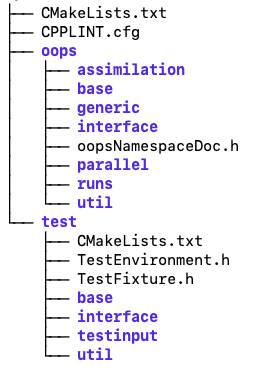 ├── CMakeLists.txt
├── CPPLINT.cfg
├── oops
│   ├── assimilation
│   ├── base
│   ├── generic
│   ├── interface
│   ├── oopsNamespaceDoc.h
│   ├── parallel
│   ├── runs
│   └── util
└── test
    ├── CMakeLists.txt
    ├── TestEnvironment.h
    ├── TestFixture.h
    ├── base
    ├── interface
    ├── testinput
    └── util